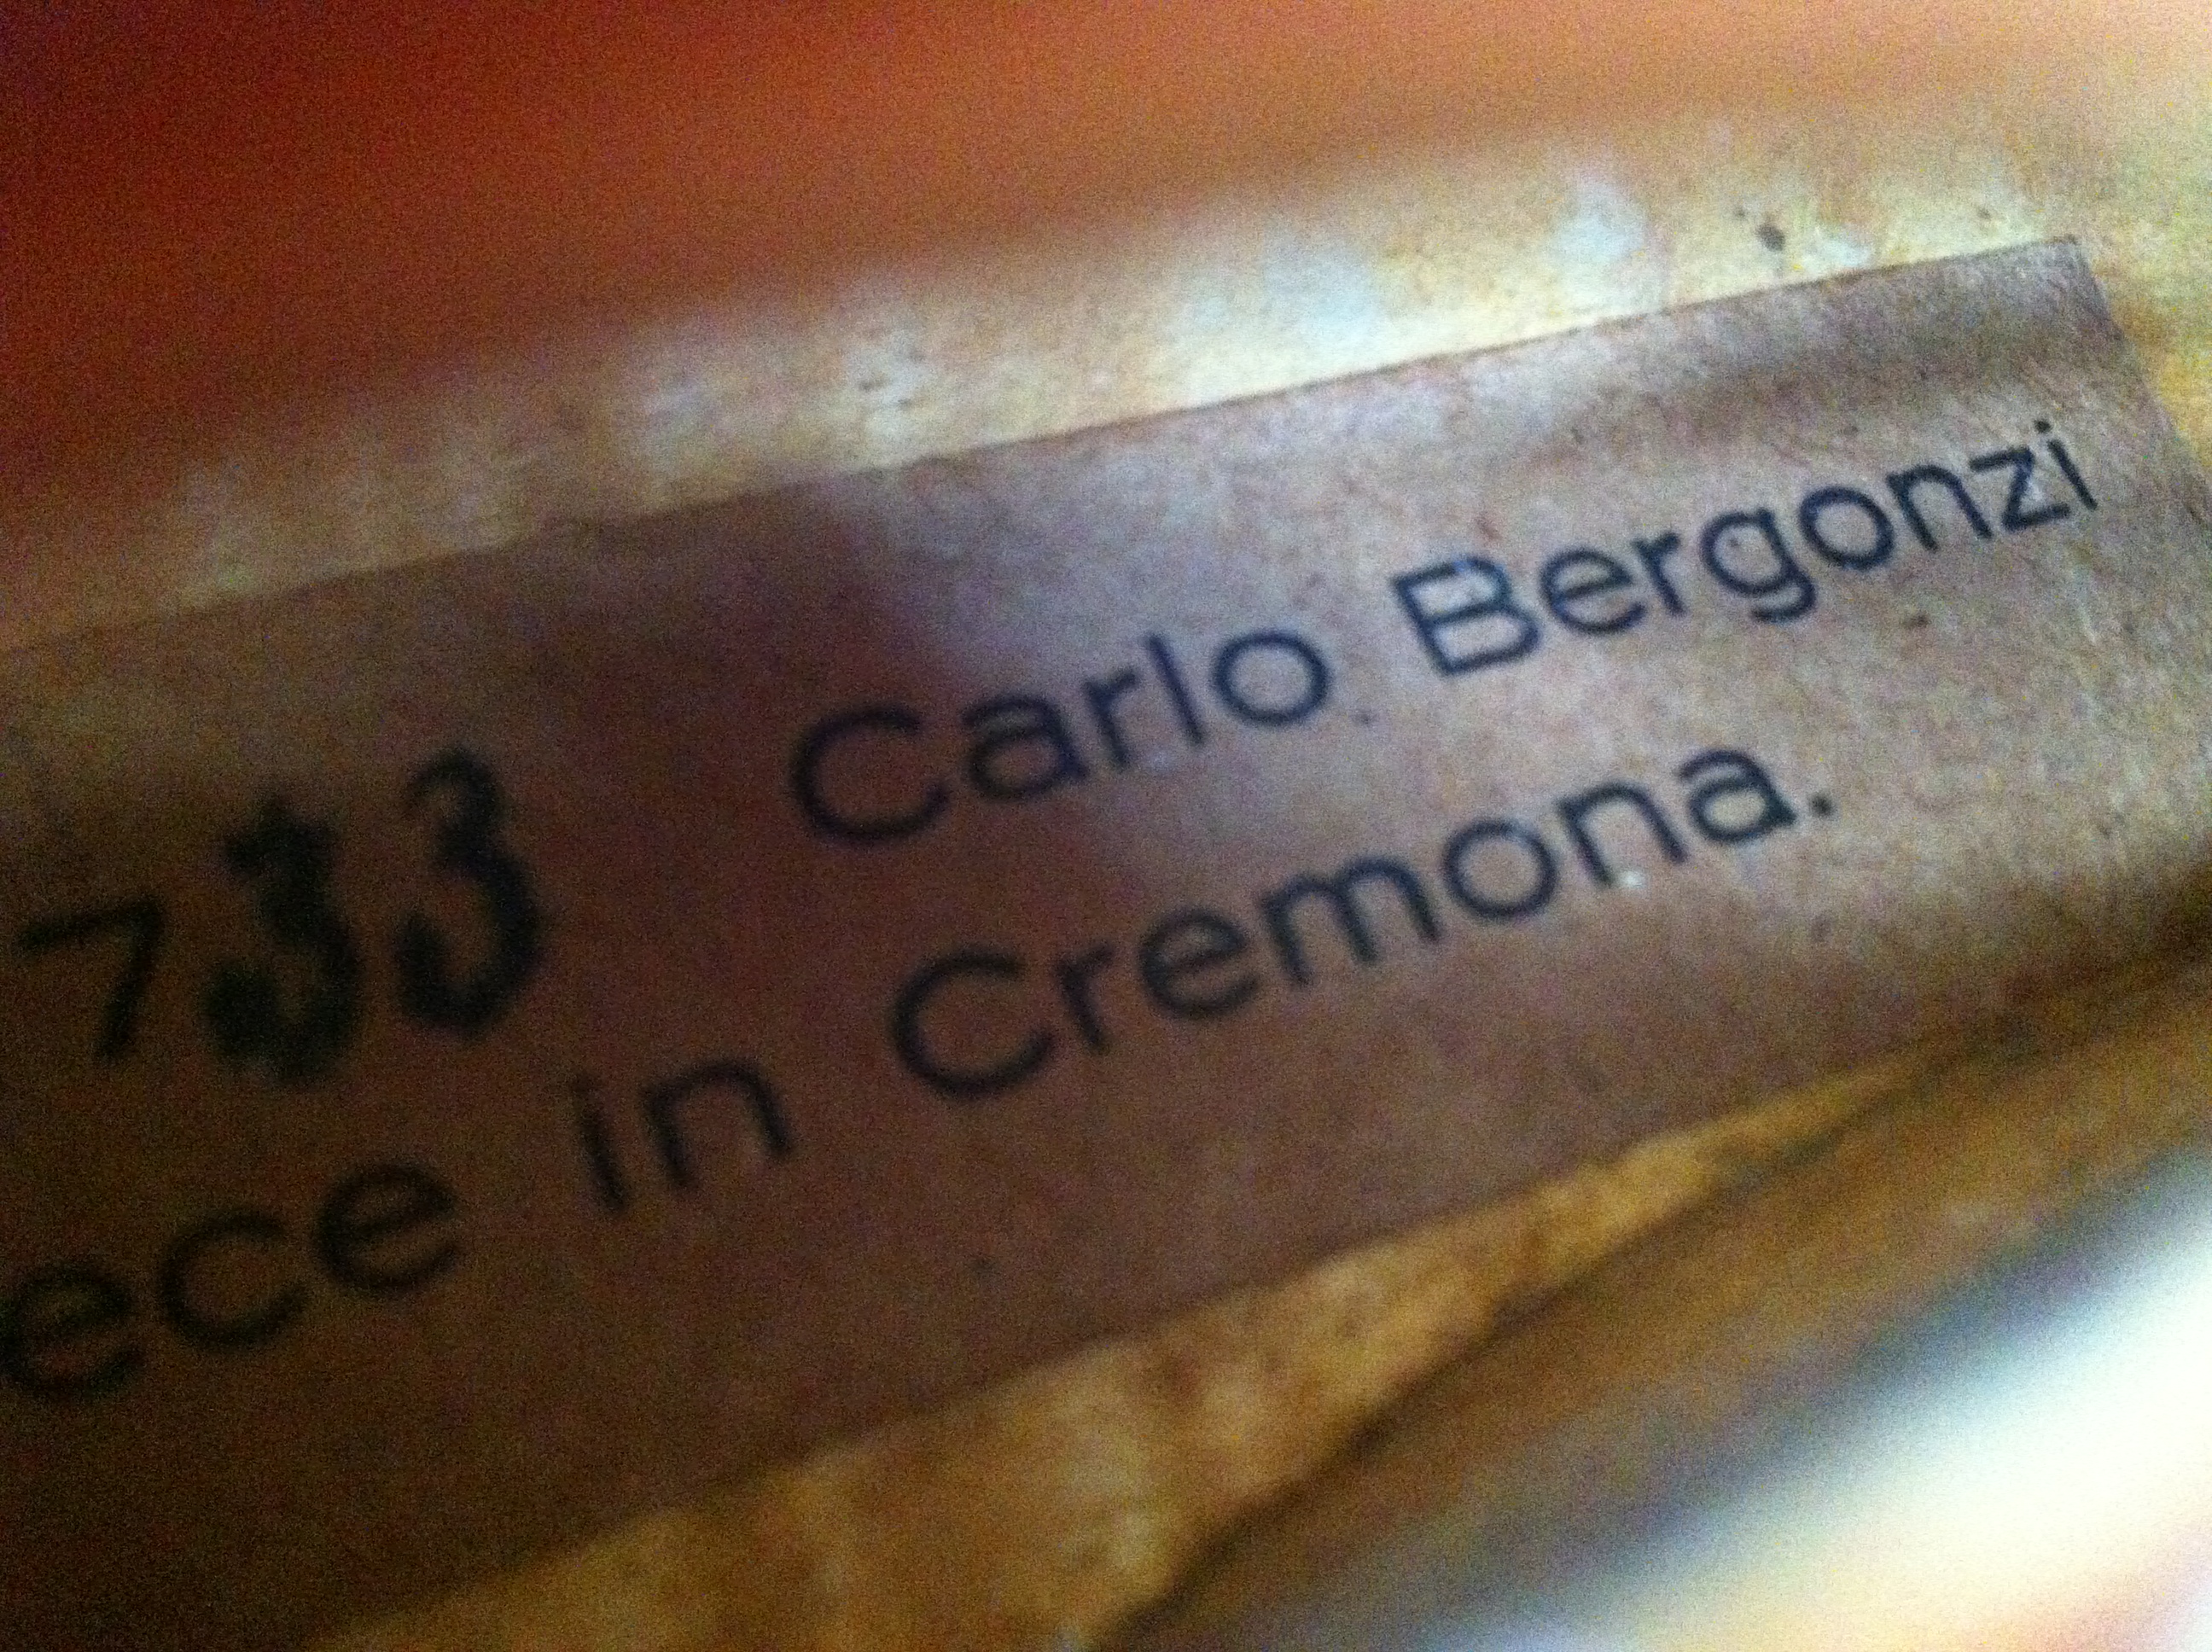 733 Carlo Bergonzi
ece in Cremona.